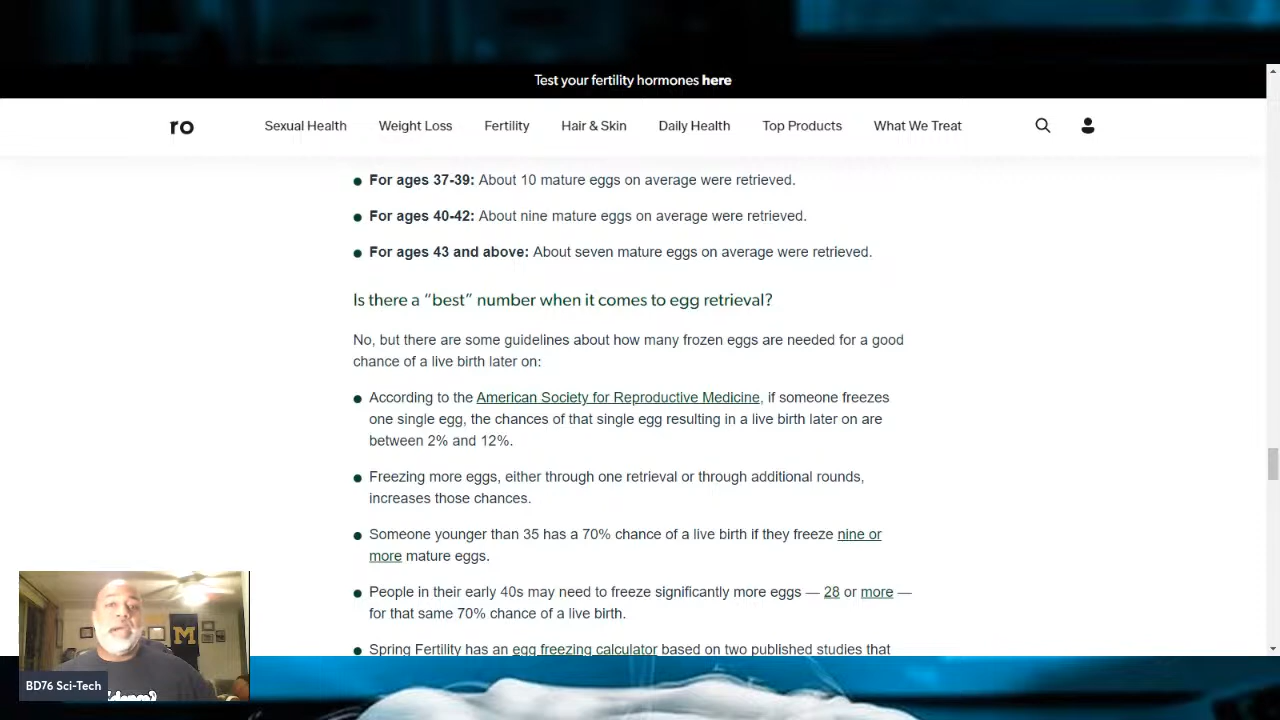 Test your fertility hormones here
ro
Sexual Health Weight Loss Fertility Hair & Skin Daily Health Top Products What We Treat
For ages 37-39: About 10 mature eggs on average were retrieved.
For ages 40-42: About nine mature eggs on average were retrieved.
For ages 43 and above: About seven mature eggs on average were retrieved.
Is there a “best” number when it comes to egg retrieval?
No, but there are some guidelines about how many frozen eggs are needed for a good
chance of a live birth later on:
According to the American Society for Reproductive Medicine, if someone freezes
one single egg, the chances of that single egg resulting in a live birth later on are
between 2% and 12%.
Freezing more eggs, either through one retrieval or through additional rounds,
increases those chances.
Someone younger than 35 has a 70% chance of a live birth if they freeze nine or
more mature eggs.
People in their early 40s may need to freeze significantly more eggs — 28 or more —
for that same 70% chance of a live birth.
Spring Fertility has an egg freezing calculator based on two published studies that
M
BD76 Sci-Tech